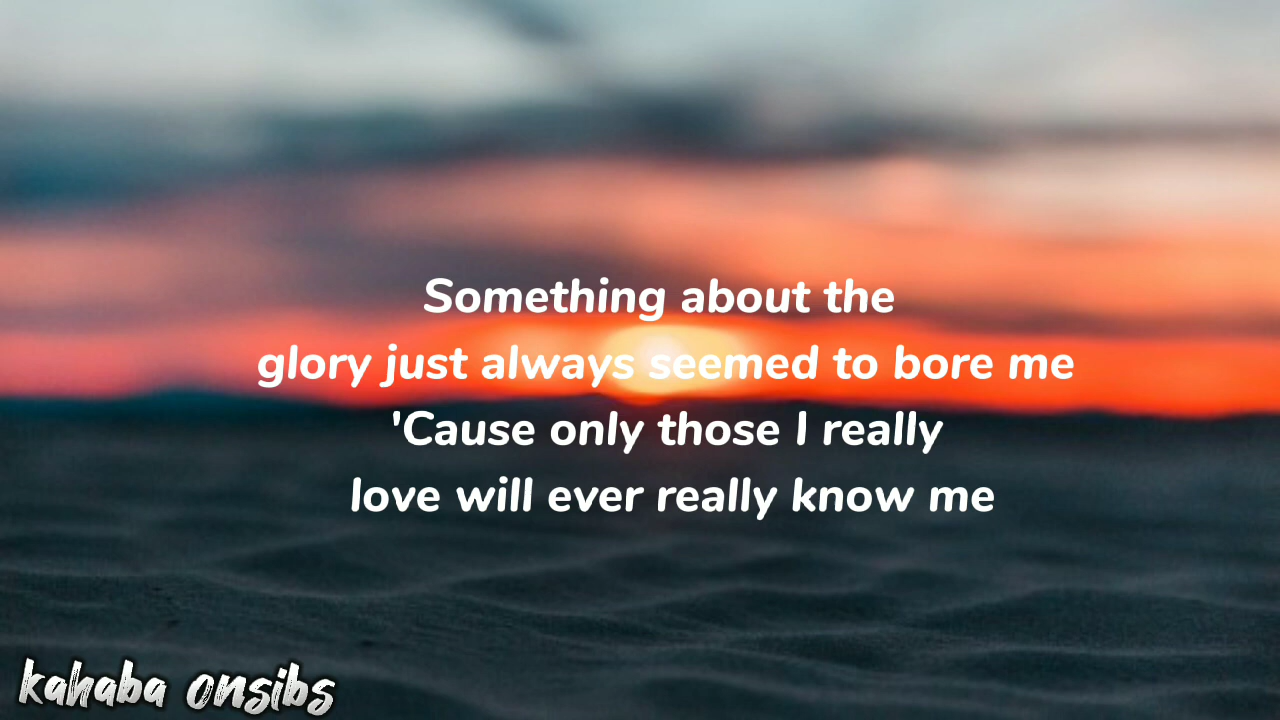 Something about the
glory just always seemed to bore me
'Cause only those I really
love will ever really know me
kahaba onsibs